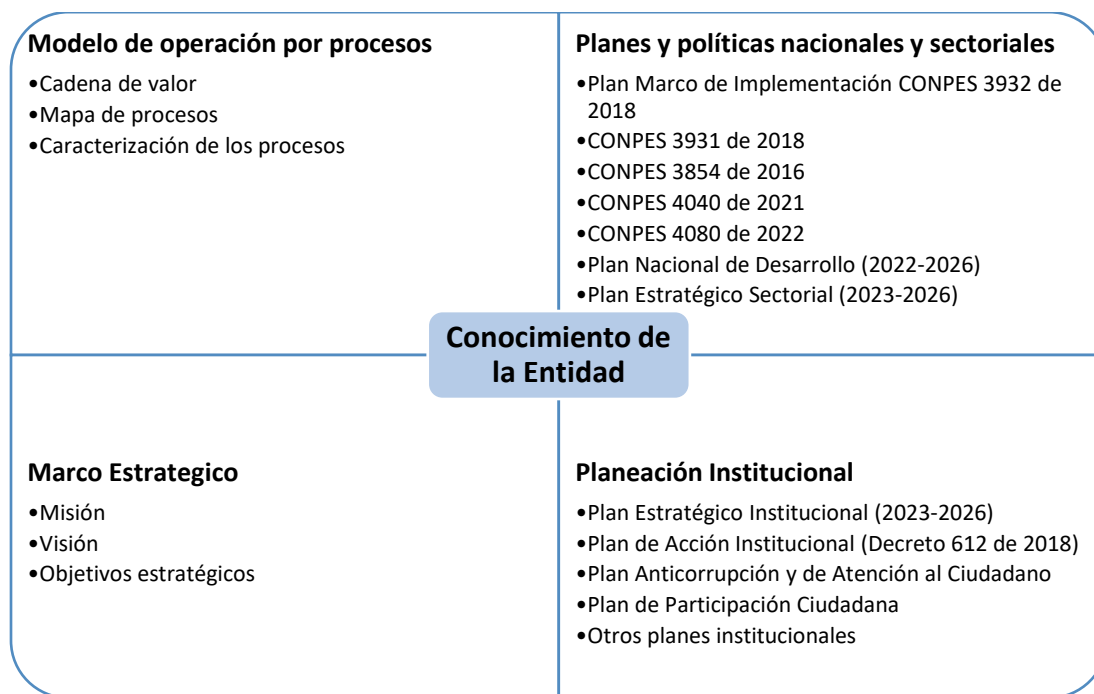 Modelo de operación por procesos
•Cadena de valor
•Mapa de procesos
•Caracterización de los procesos
Planes y políticas nacionales y sectoriales
•Plan Marco de Implementación CONPES 3932 de
2018
•CONPES 3931 de 2018
•CONPES 3854 de 2016
•CONPES 4040 de 2021
•CONPES 4080 de 2022
•Plan Nacional de Desarrollo (2022-2026)
•Plan Estratégico Sectorial (2023-2026)
Conocimiento de
la Entidad
Marco Estrategico
•Misión
•Visión
•Objetivos estratégicos
Planeación Institucional
•Plan Estratégico Institucional (2023-2026)
•Plan de Acción Institucional (Decreto 612 de 2018)
•Plan Anticorrupción y de Atención al Ciudadano
•Plan de Participación Ciudadana
•Otros planes institucionales